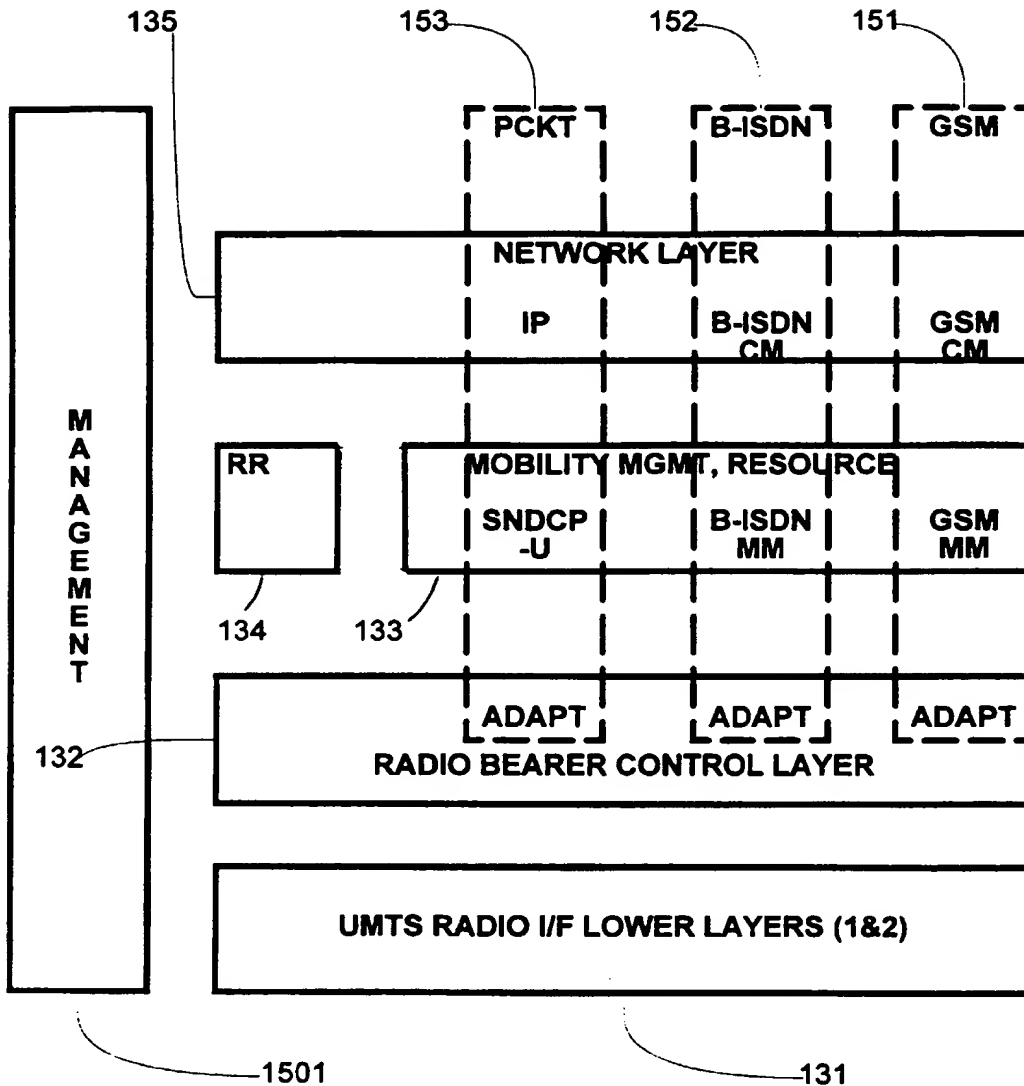 135
153
152
151
PCKT
B-ISDN
GSM
NETWORK LAYER
IP
B-ISDN
CM
GSM
CM
MANAGEMENT
RR
MOBILITY MGMT, RESOURCE
SNDCP
-U
B-ISDN
MM
GSM
MM
134
133
ADAPT
ADAPT
ADAPT
132
RADIO BEARER CONTROL LAYER
UMTS RADIO I/F LOWER LAYERS (1&2)
1501
131